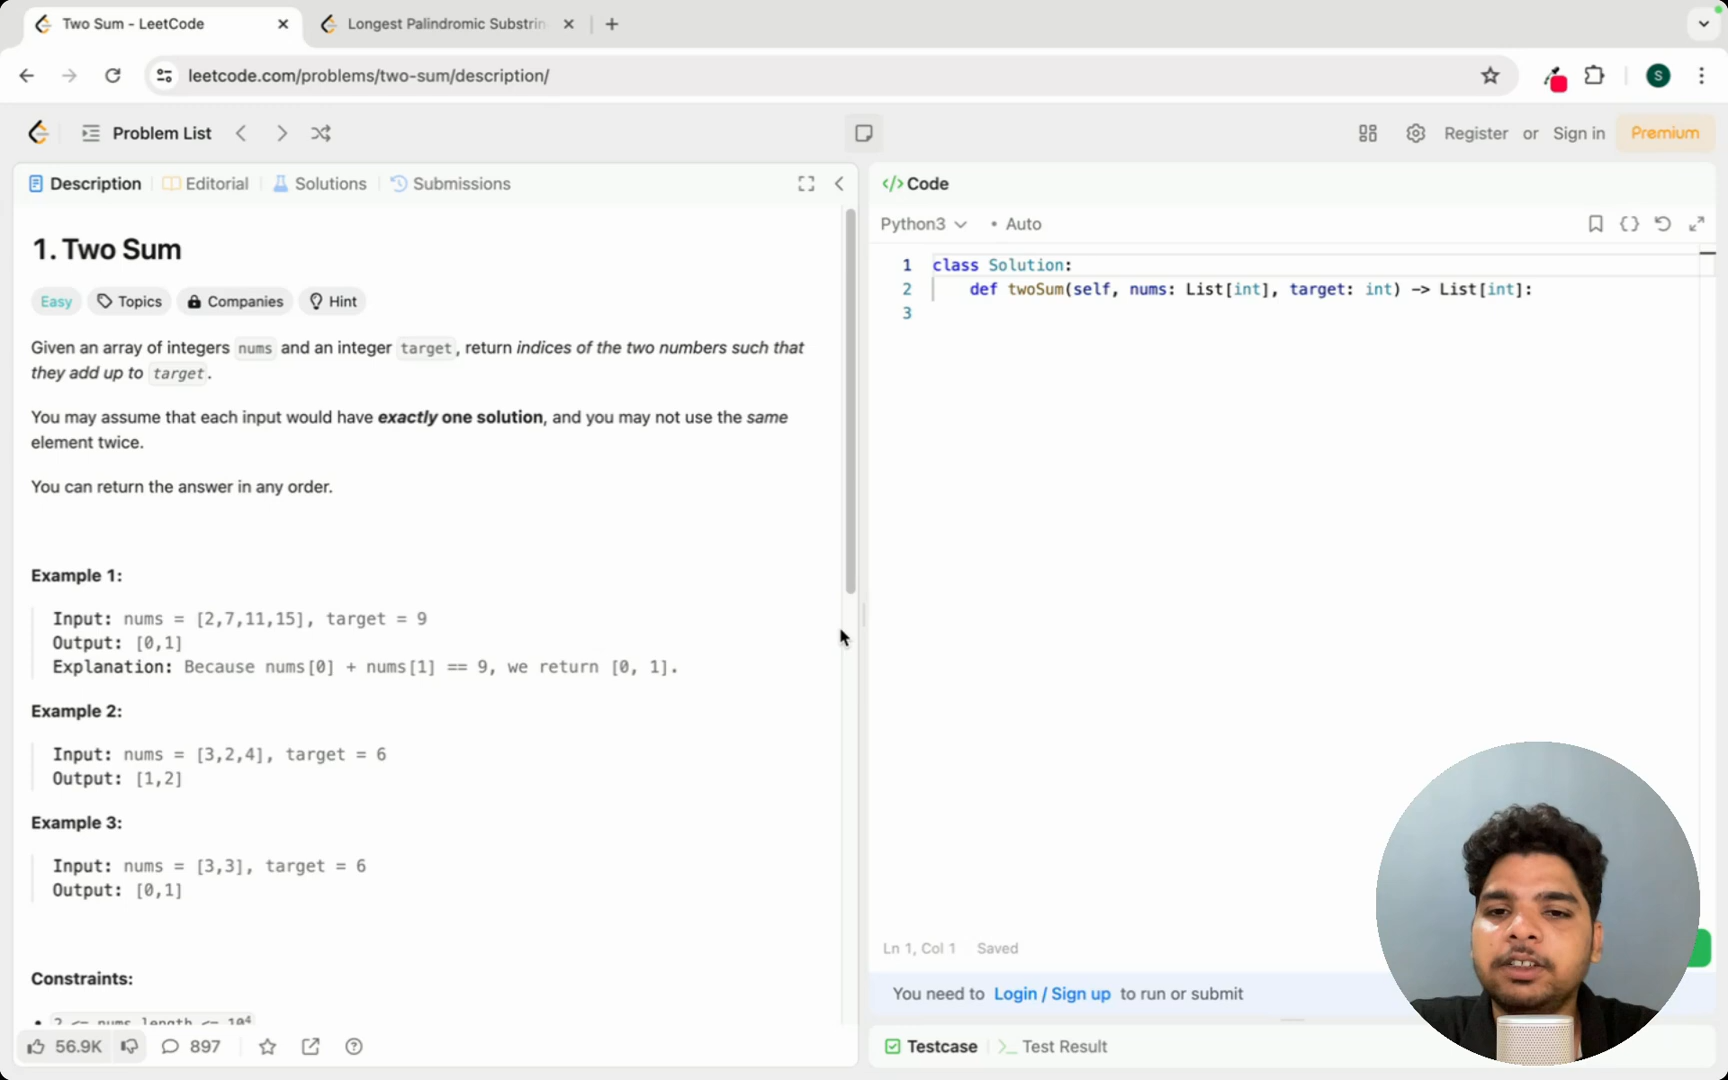 Two Sum - LeetCode
Longest Palindromic Substrin
leetcode.com/problems/two-sum/description/
S
Problem List
Register or Sign in Premium
Description Editorial Solutions Submissions
</> Code
Python3 • Auto
1. Two Sum
Easy Topics Companies Hint
Given an array of integers nums and an integer target, return indices of the two numbers such that
they add up to target.
You may assume that each input would have exactly one solution, and you may not use the same
element twice.
You can return the answer in any order.
Example 1:
Input: nums = [2,7,11,15], target = 9
Output: [0,1]
Explanation: Because nums[0] + nums[1] == 9, we return [0, 1].
Example 2:
Input: nums = [3,2,4], target = 6
Output: [1,2]
Example 3:
Input: nums = [3,3], target = 6
Output: [0,1]
Constraints:
• 2 <= nums.length <= 10⁴
56.9K 897
1 class Solution:
2 def twoSum(self, nums: List[int], target: int) -> List[int]:
3
Ln 1, Col 1 Saved
You need to Login / Sign up to run or submit
Testcase >_ Test Result